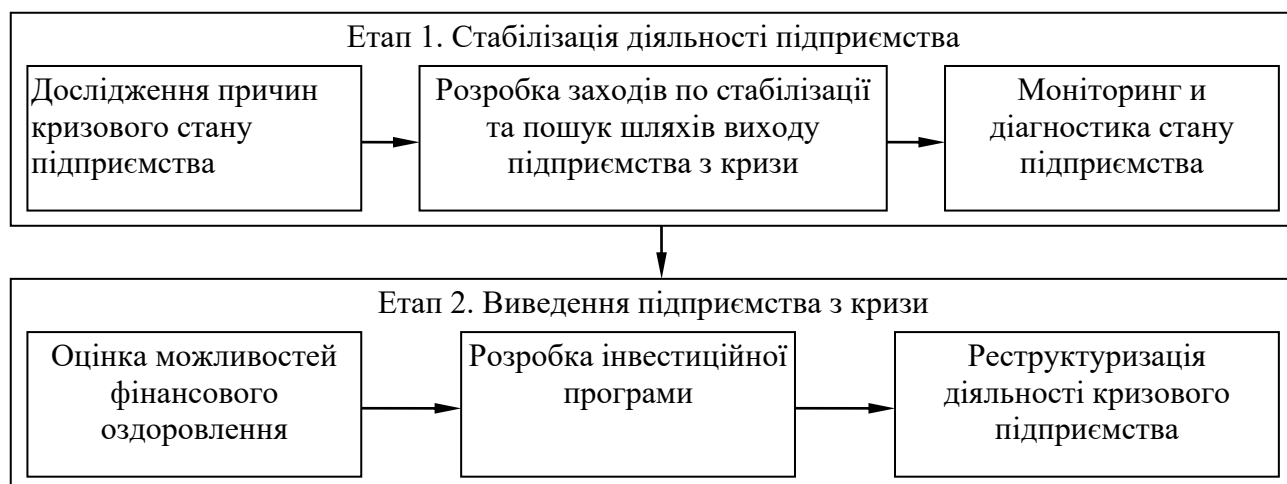 Етап 1. Стабілізація діяльності підприємства
Дослідження причин
кризового стану
підприємства
Розробка заходів по стабілізації
та пошук шляхів виходу
підприємства з кризи
Моніторинг и
діагностика стану
підприємства
Етап 2. Виведення підприємства з кризи
Оцінка можливостей
фінансового
оздоровлення
Розробка інвестиційної
програми
Реструктуризація
діяльності кризового
підприємства